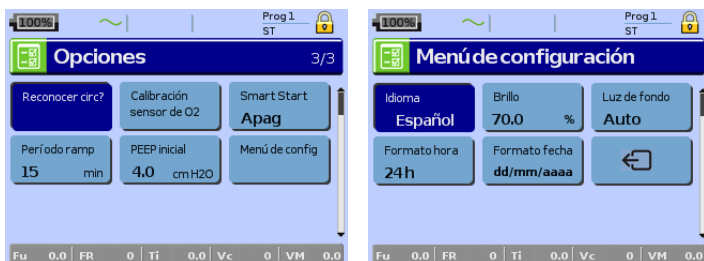 100%
Prog 1
ST
Opciones
3/3
Reconocer circ?
Calibración
sensor de O2
Smart Start
Apag
Período ramp
15 min
PEEP inicial
4.0 cmH2O
Menú de config
Fu 0.0 FR 0 Ti 0.0 Vc 0 VM 0.0
100%
Prog 1
ST
Menú de configuración
Idioma
Español
Brillo
70.0 %
Luz de fondo
Auto
Formato hora
24h
Formato fecha
dd/mm/aaaa
Fu 0.0 FR 0 Ti 0.0 Vc 0 VM 0.0